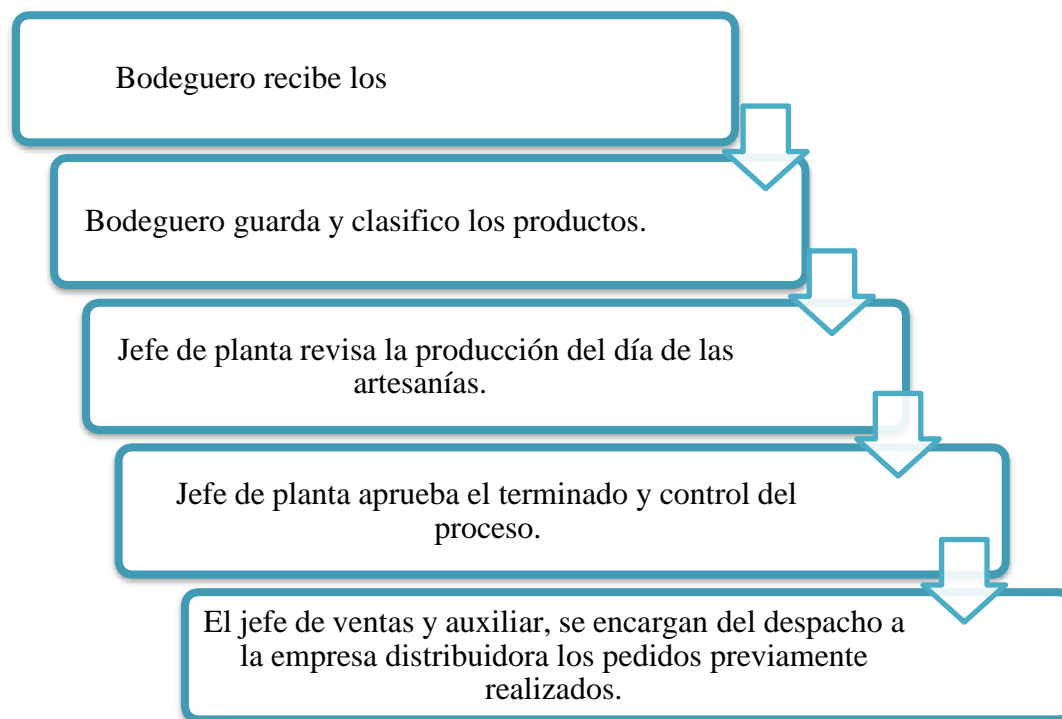 Bodeguero recibe los
Bodeguero guarda y clasifico los productos.
Jefe de planta revisa la producción del día de las
artesanías.
Jefe de planta aprueba el terminado y control del
proceso.
El jefe de ventas y auxiliar, se encargan del despacho a
la empresa distribuidora los pedidos previamente
realizados.